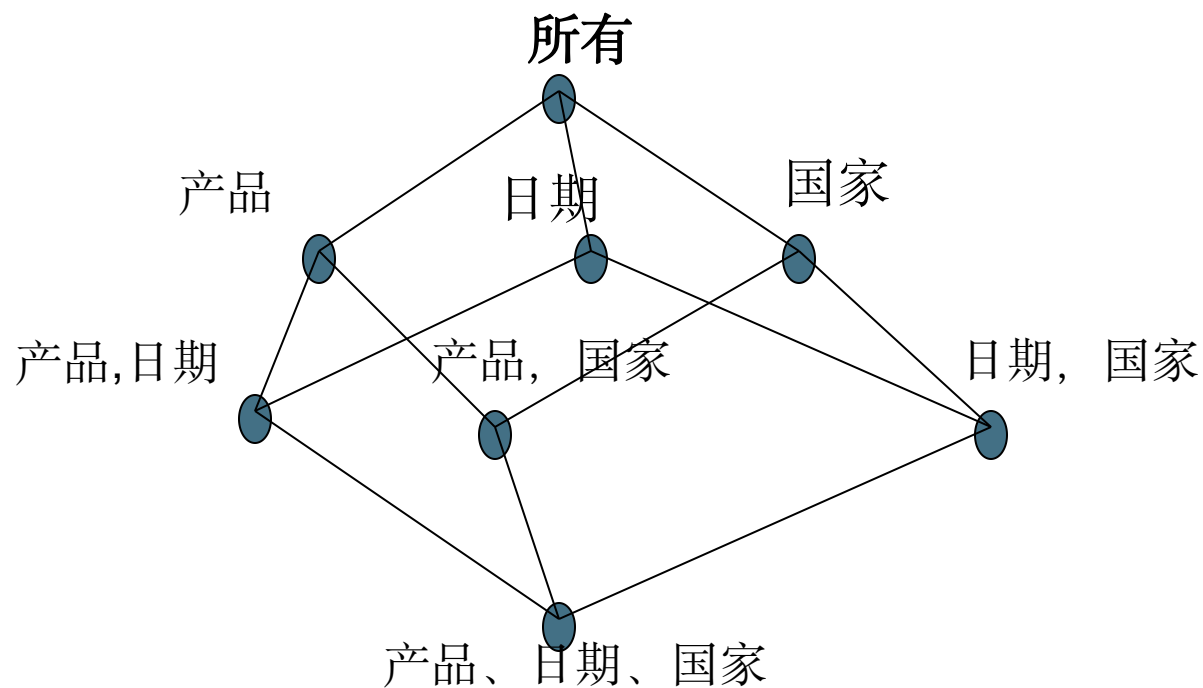 所有
产品
日期
国家
产品,日期
产品，国家
日期，国家
产品、日期、国家